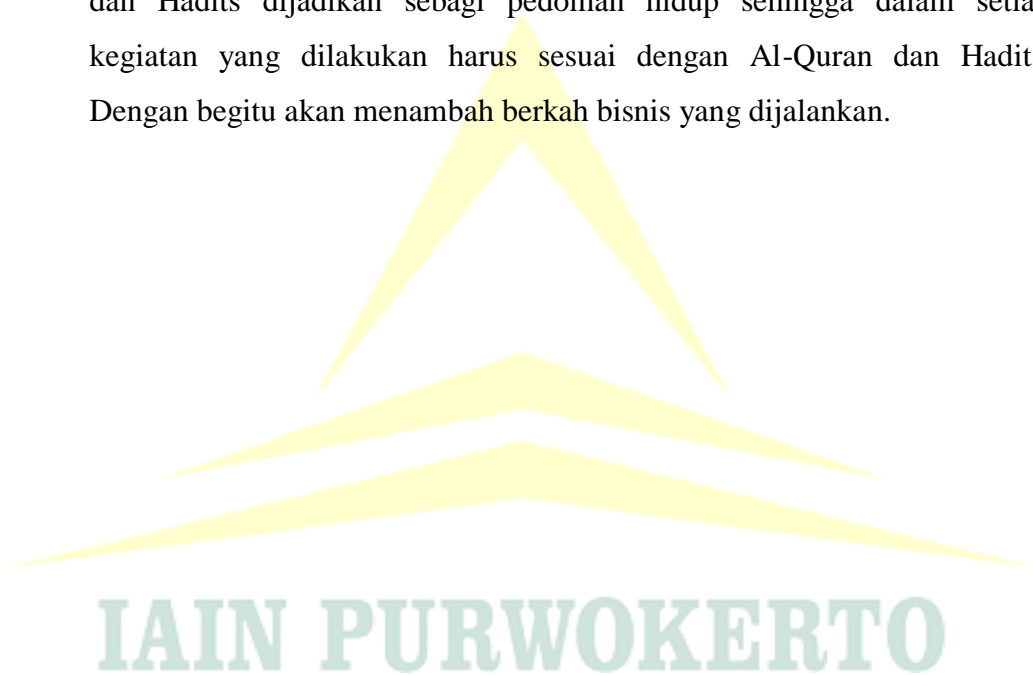 dan Hadits dijadikan sebagi pedoman hidup sehingga dalam setia
kegiatan yang dilakukan harus sesuai dengan Al-Quran dan Hadit
Dengan begitu akan menambah berkah bisnis yang dijalankan.
IAIN PURWOKERTO